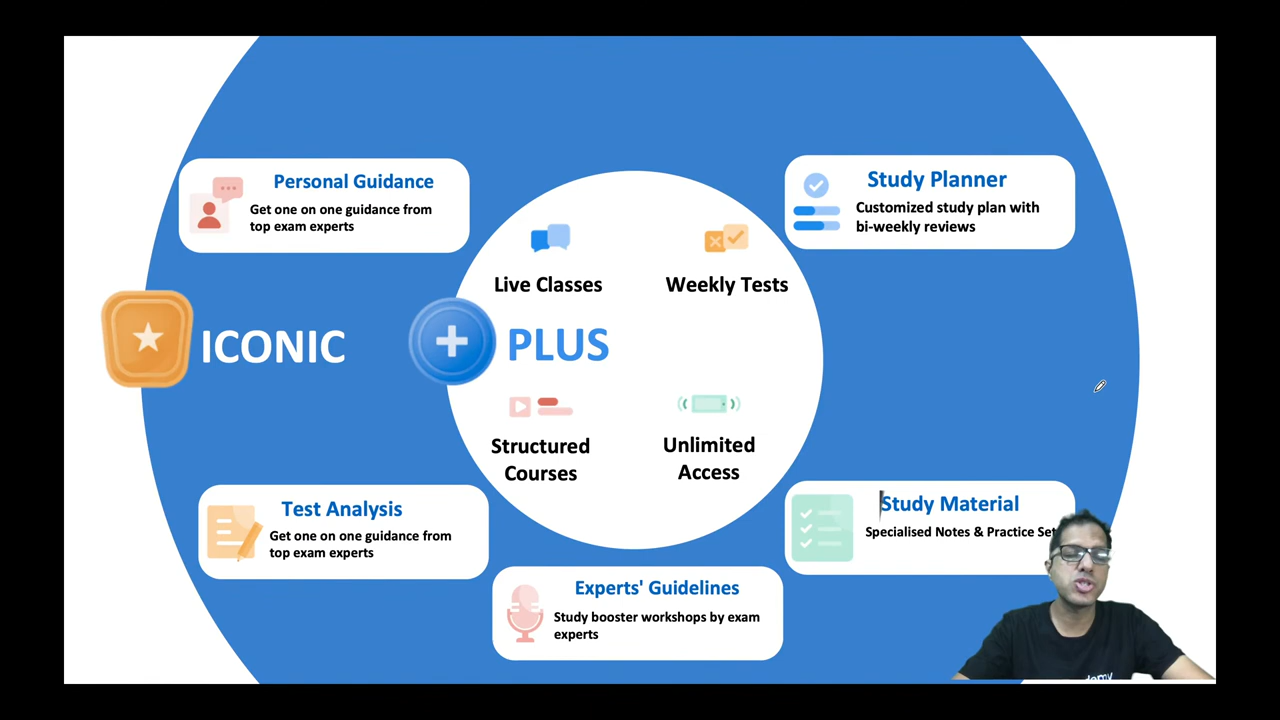 Personal Guidance
Get one on one guidance from
top exam experts
Study Planner
Customized study plan with
bi-weekly reviews
Live Classes
Weekly Tests
ICONIC
PLUS
Structured
Courses
Unlimited
Access
Test Analysis
Get one on one guidance from
top exam experts
Study Material
Specialised Notes & Practice
Experts' Guidelines
Study booster workshops by exam
experts